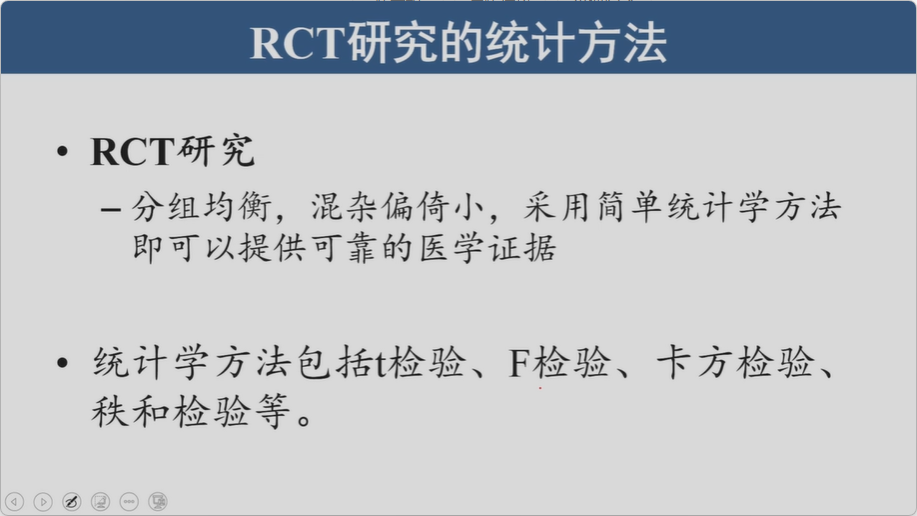 RCT研究的统计方法
• RCT研究
– 分组均衡，混杂偏倚小，采用简单统计学方法
即可以提供可靠的医学证据
• 统计学方法包括t检验、F检验、卡方检验、
秩和检验等。